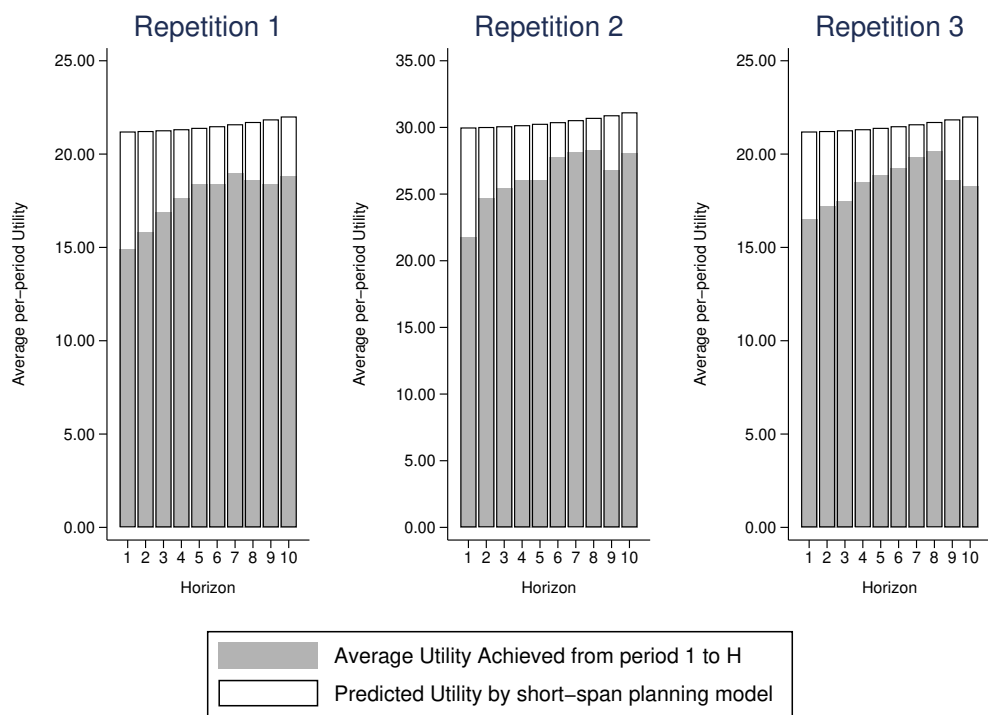 Repetition 1
25.00
20.00
15.00
10.00
5.00
0.00
Average per−period Utility
1 2 3 4 5 6 7 8 9 10
Horizon
Repetition 2
35.00
30.00
25.00
20.00
15.00
10.00
5.00
0.00
Average per−period Utility
1 2 3 4 5 6 7 8 9 10
Horizon
Repetition 3
25.00
20.00
15.00
10.00
5.00
0.00
Average per−period Utility
1 2 3 4 5 6 7 8 9 10
Horizon
Average Utility Achieved from period 1 to H
Predicted Utility by short−span planning model